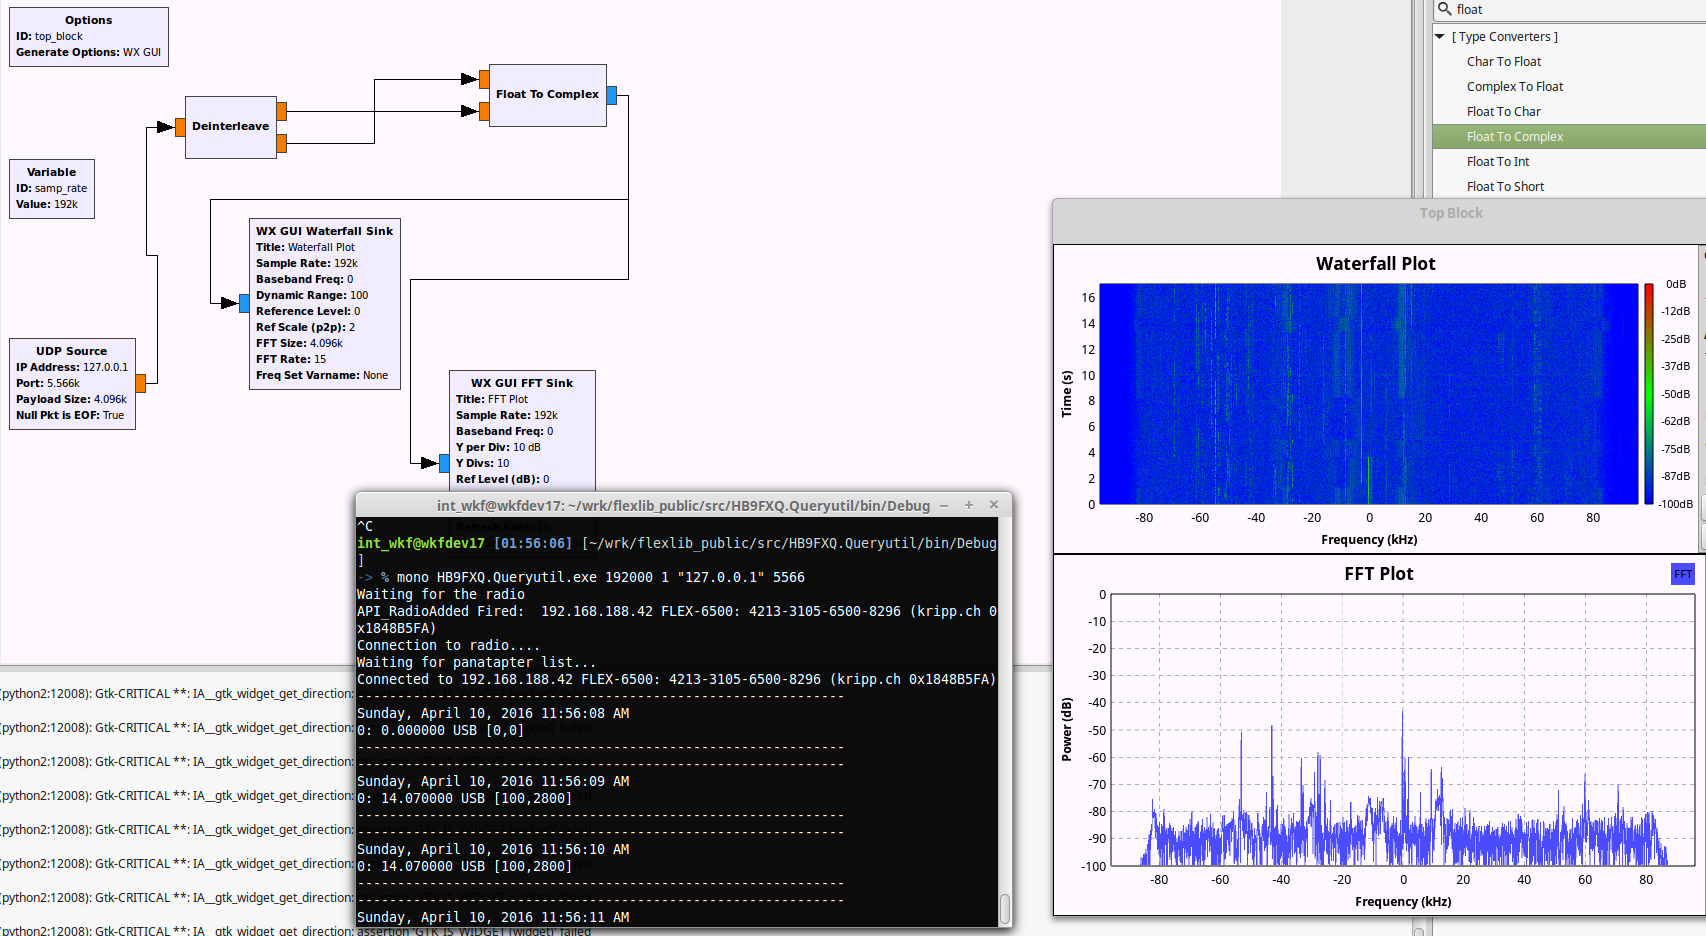 Options
ID: top_block
Generate Options: WX GUI
Variable
ID: samp_rate
Value: 192k
Deinterleave
Float To Complex
UDP Source
IP Address: 127.0.0.1
Port: 5.566k
Payload Size: 4.096k
Null Pkt is EOF: True
WX GUI Waterfall Sink
Title: Waterfall Plot
Sample Rate: 192k
Baseband Freq: 0
Dynamic Range: 100
Reference Level: 0
Ref Scale (p2p): 2
FFT Size: 4.096k
FFT Rate: 15
Freq Set Varname: None
WX GUI FFT Sink
Title: FFT Plot
Sample Rate: 192k
Baseband Freq: 0
Y per Div: 10 dB
Y Divs: 10
Ref Level (dB): 0
Refresh Rate: 15
float
[ Type Converters ]
Char To Float
Complex To Float
Float To Char
Float To Complex
Float To Int
Float To Short
(python2:12008): Gtk-CRITICAL **: IA__gtk_widget_get_direction:
(python2:12008): Gtk-CRITICAL **: IA__gtk_widget_get_direction:
(python2:12008): Gtk-CRITICAL **: IA__gtk_widget_get_direction:
(python2:12008): Gtk-CRITICAL **: IA__gtk_widget_get_direction:
(python2:12008): Gtk-CRITICAL **: IA__gtk_widget_get_direction:
(python2:12008): Gtk-CRITICAL **: IA__gtk_widget_get_direction:
(python2:12008): Gtk-CRITICAL **: IA__gtk_widget_get_direction:
(python2:12008): Gtk-CRITICAL **: IA__gtk_widget_get_direction: assertion 'GTK_IS_WIDGET (widget)' failed
int_wkf@wkfdev17: ~/wrk/flexlib_public/src/HB9FXQ.Queryutil/bin/Debug
^C
int_wkf@wkfdev17 [01:56:06] [~/wrk/flexlib_public/src/HB9FXQ.Queryutil/bin/Debug
]
-> % mono HB9FXQ.Queryutil.exe 192000 1 "127.0.0.1" 5566
Waiting for the radio
API_RadioAdded Fired:  192.168.188.42 FLEX-6500: 4213-3105-6500-8296 (kripp.ch 0
x1848B5FA)
Connection to radio....
Waiting for panatapter list...
Connected to 192.168.188.42 FLEX-6500: 4213-3105-6500-8296 (kripp.ch 0x1848B5FA)
----------------------------------------------------------
Sunday, April 10, 2016 11:56:08 AM
0: 0.000000 USB [0,0]
----------------------------------------------------------
----------------------------------------------------------
Sunday, April 10, 2016 11:56:09 AM
0: 14.070000 USB [100,2800]
----------------------------------------------------------
----------------------------------------------------------
Sunday, April 10, 2016 11:56:10 AM
0: 14.070000 USB [100,2800]
----------------------------------------------------------
----------------------------------------------------------
Sunday, April 10, 2016 11:56:11 AM
Top Block
Waterfall Plot
16
14
12
10
8
6
4
2
0
Time (s)
-80 -60 -40 -20 0 20 40 60 80
Frequency (kHz)
0dB
-12dB
-25dB
-37dB
-50dB
-62dB
-75dB
-87dB
-100dB
FFT Plot
FFT
0
-10
-20
-30
-40
-50
-60
-70
-80
-90
-100
Power (dB)
-80 -60 -40 -20 0 20 40 60 80
Frequency (kHz)